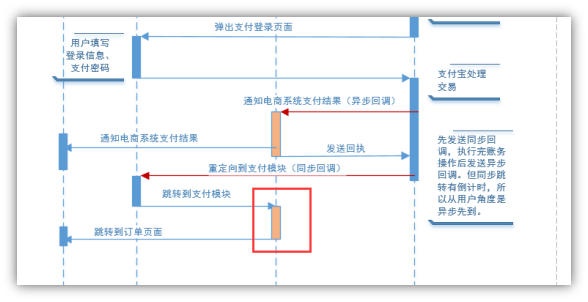 弹出支付登录页面
用户填写
登录信息、
支付密码
支付宝处理
交易
通知电商系统支付结果（异步回调）
通知电商系统支付结果
发送回执
先发送同步回
调，执行完账务
操作后发送异步
回调。但同步跳
转有倒计时，所
以从用户角度是
异步先到。
重定向到支付模块（同步回调）
跳转到支付模块
跳转到订单页面